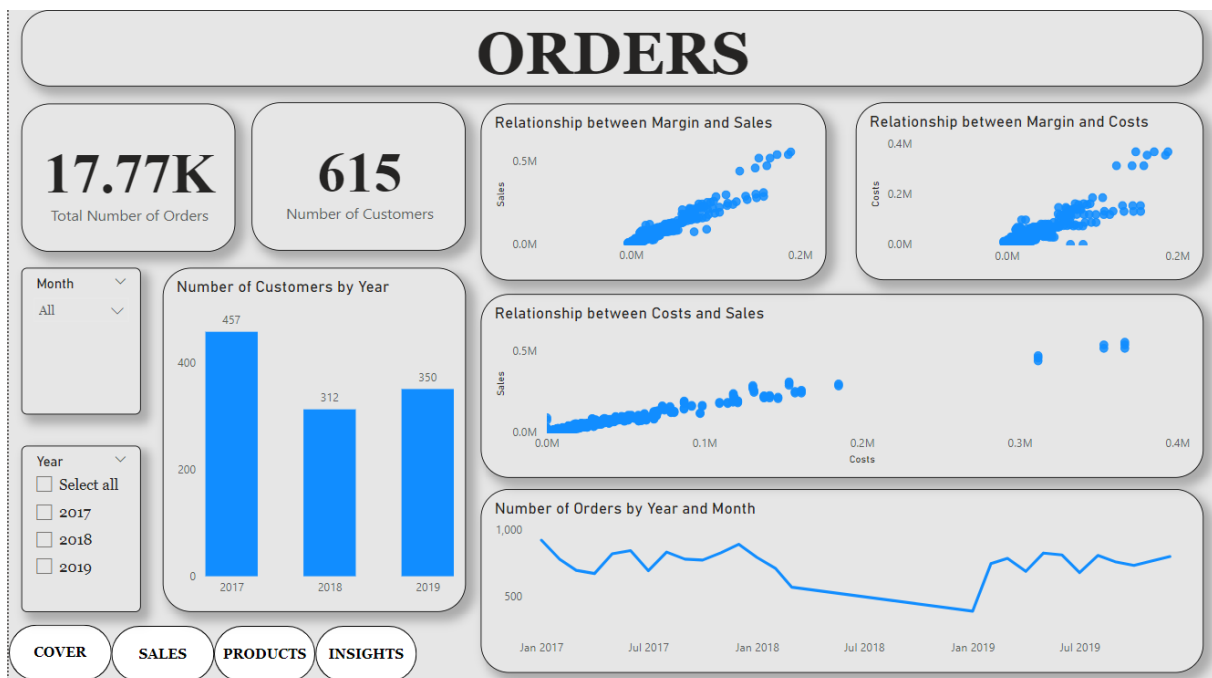 ORDERS
17.77K
Total Number of Orders
615
Number of Customers
Relationship between Margin and Sales
0.5M
Sales
0.0M
0.0M
0.2M
Relationship between Margin and Costs
0.4M
0.2M
Costs
0.0M
0.0M
0.2M
Month
All
Year
Select all
2017
2018
2019
Number of Customers by Year
457
312
350
400
200
0
2017
2018
2019
Relationship between Costs and Sales
0.5M
Sales
0.0M
0.0M
0.1M
0.2M
0.3M
0.4M
Costs
Number of Orders by Year and Month
1,000
500
Jan 2017
Jul 2017
Jan 2018
Jul 2018
Jan 2019
Jul 2019
COVER
SALES
PRODUCTS
INSIGHTS